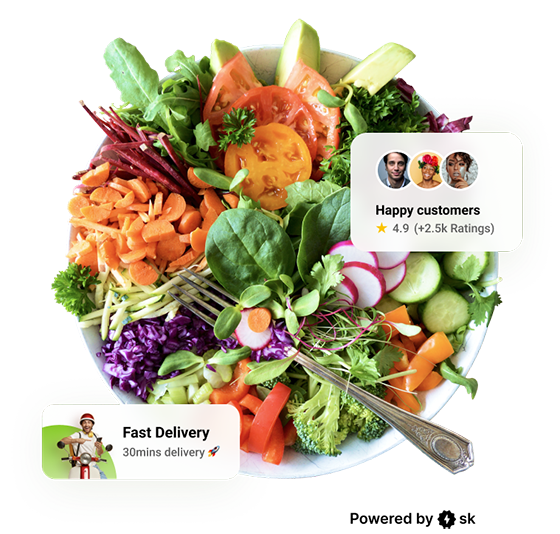 Happy customers
4.9 (+2.5k Ratings)
Fast Delivery
30mins delivery 🚀
Powered by sk